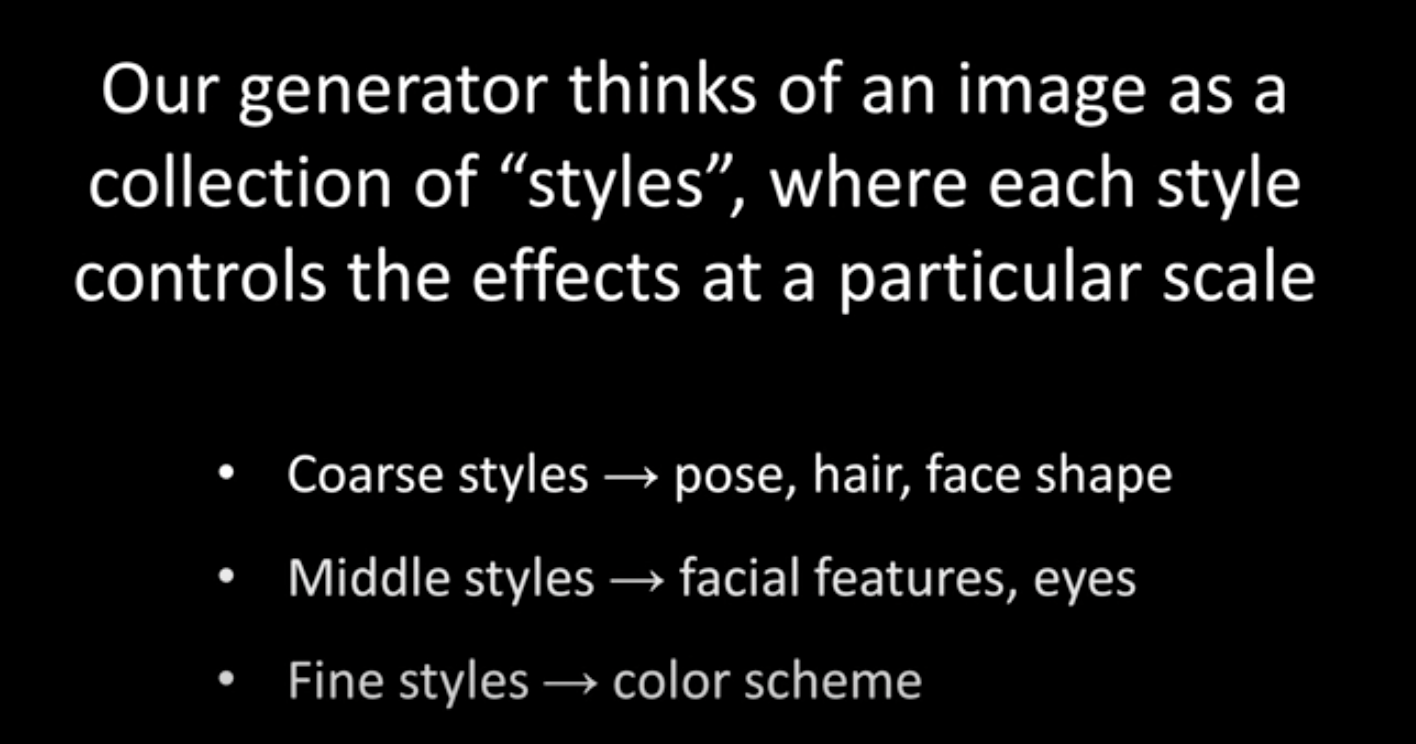 Our generator thinks of an image as a
collection of “styles”, where each style
controls the effects at a particular scale
• Coarse styles → pose, hair, face shape
• Middle styles → facial features, eyes
• Fine styles → color scheme